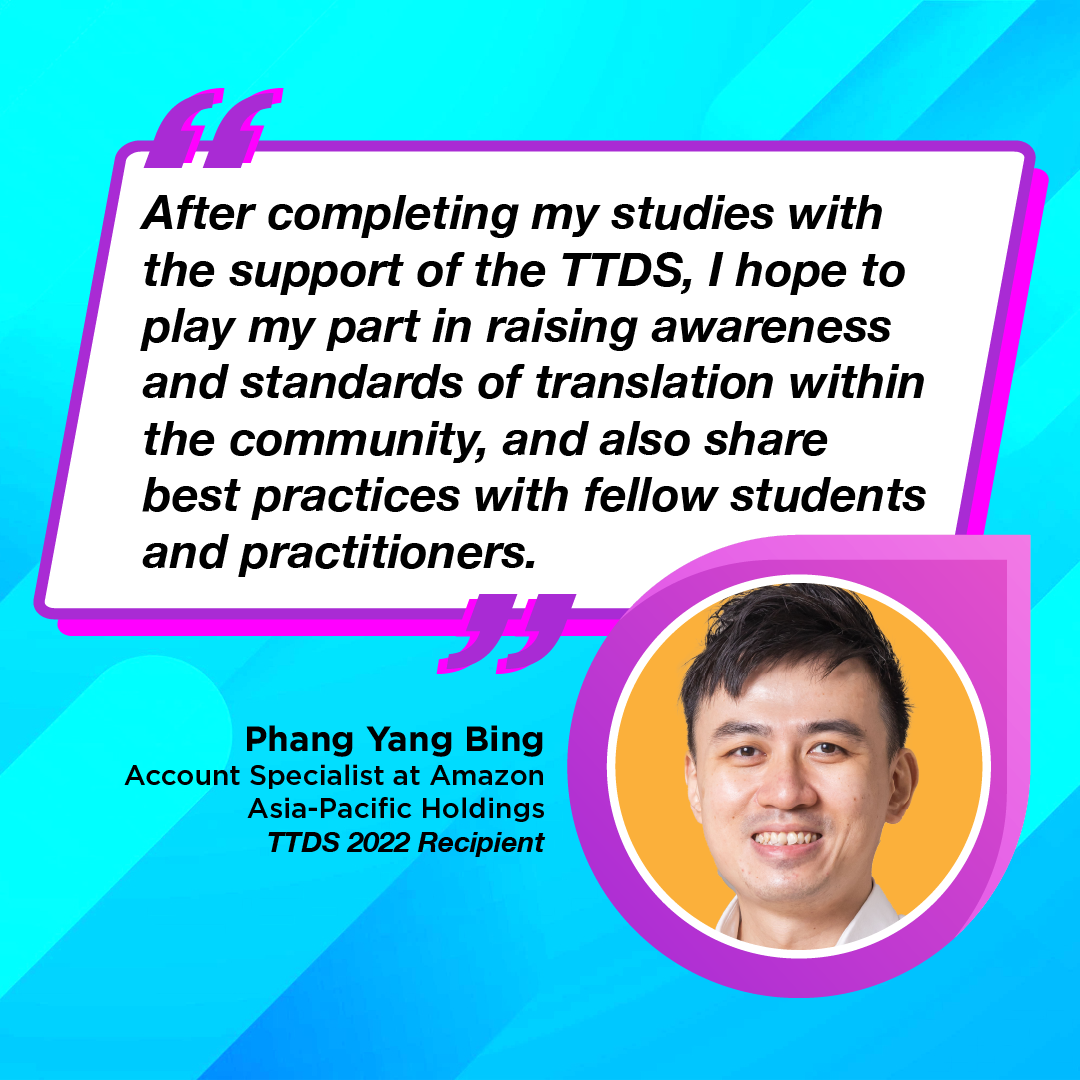 “
After completing my studies with
the support of the TTDS, I hope to
play my part in raising awareness
and standards of translation within
the community, and also share
best practices with fellow students
and practitioners.
”
Phang Yang Bing
Account Specialist at Amazon
Asia-Pacific Holdings
TTDS 2022 Recipient